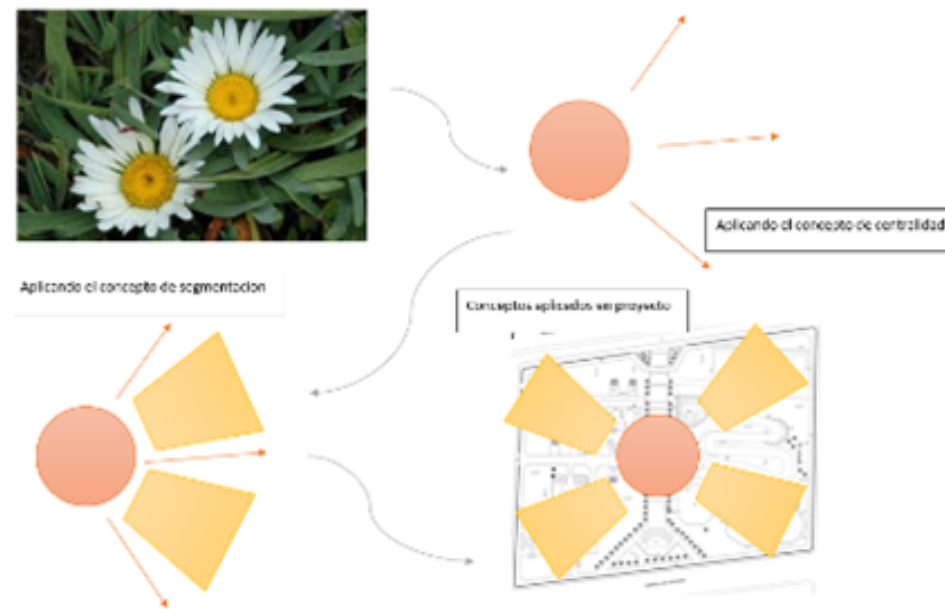 Aplicando el concepto de centralidad
Aplicando el concepto de segmentacion
Conceptos aplicados en proyecto